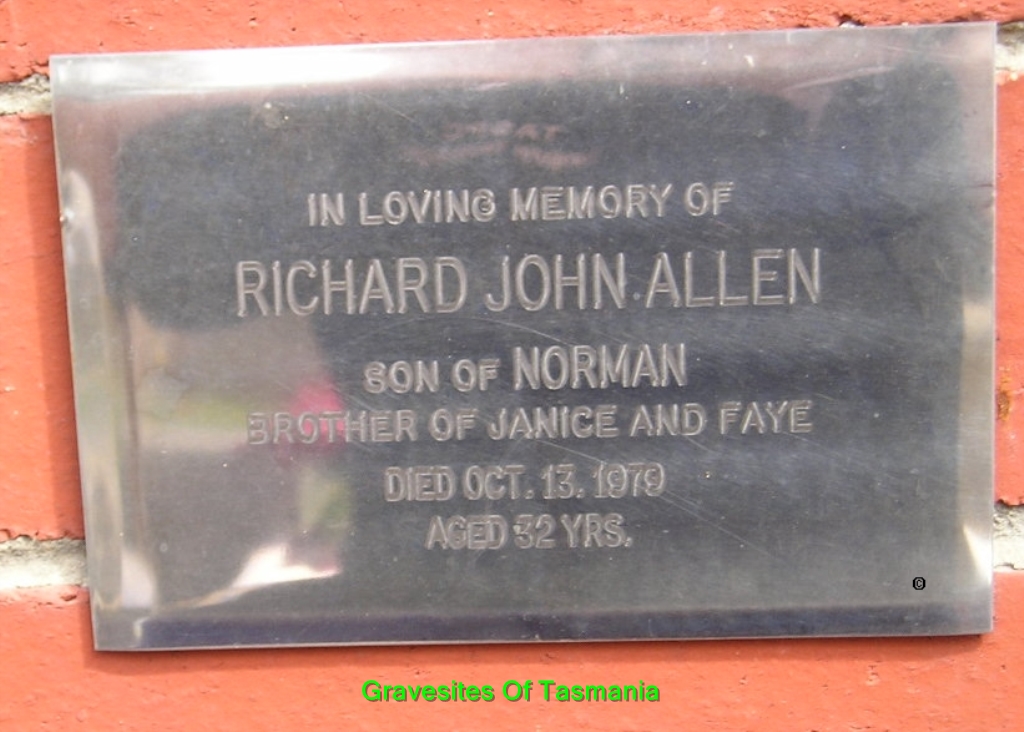 IN LOVING MEMORY OF
RICHARD JOHN ALLEN
SON OF NORMAN
BROTHER OF JANICE AND FAYE
DIED OCT. 13. 1979
AGED 32 YRS.
©
Gravesites Of Tasmania